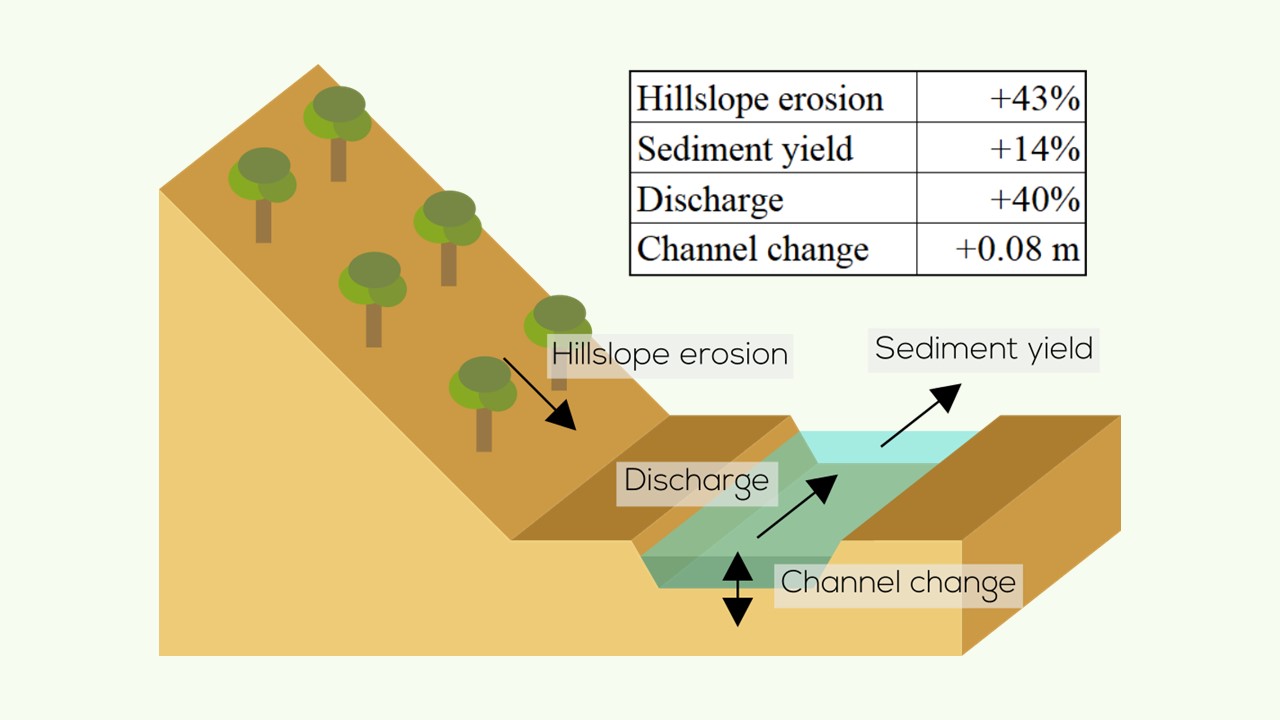 Hillslope erosion +43%
Sediment yield +14%
Discharge +40%
Channel change +0.08 m
Hillslope erosion
Sediment yield
Discharge
Channel change